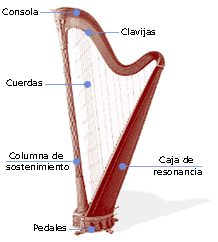 Consola
Clavijas
Cuerdas
Columna de
sostenimiento
Caja de
resonancia
Pedales